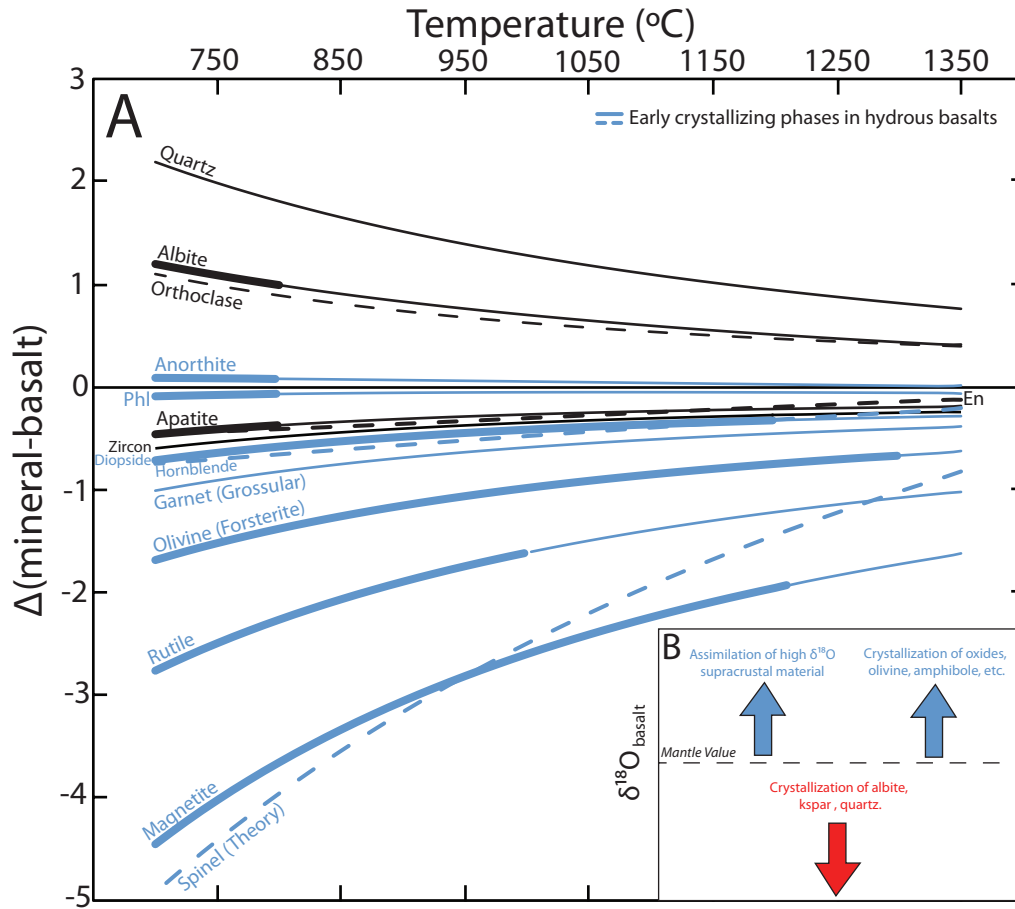 Temperature (ºC)
750 850 950 1050 1150 1250 1350
3
2
1
0
-1
-2
-3
-4
-5
Δ(mineral-basalt)
A
Early crystallizing phases in hydrous basalts
Quartz
Albite
Orthoclase
Anorthite
Phl
En
Apatite
Zircon
Diopside
Hornblende
Garnet (Grossular)
Olivine (Forsterite)
Rutile
Magnetite
Spinel (Theory)
B
Assimilation of high δ¹⁸O
supracrustal material
Crystallization of oxides,
olivine, amphibole, etc.
Mantle Value
δ¹⁸O basalt
Crystallization of albite,
kspar , quartz.